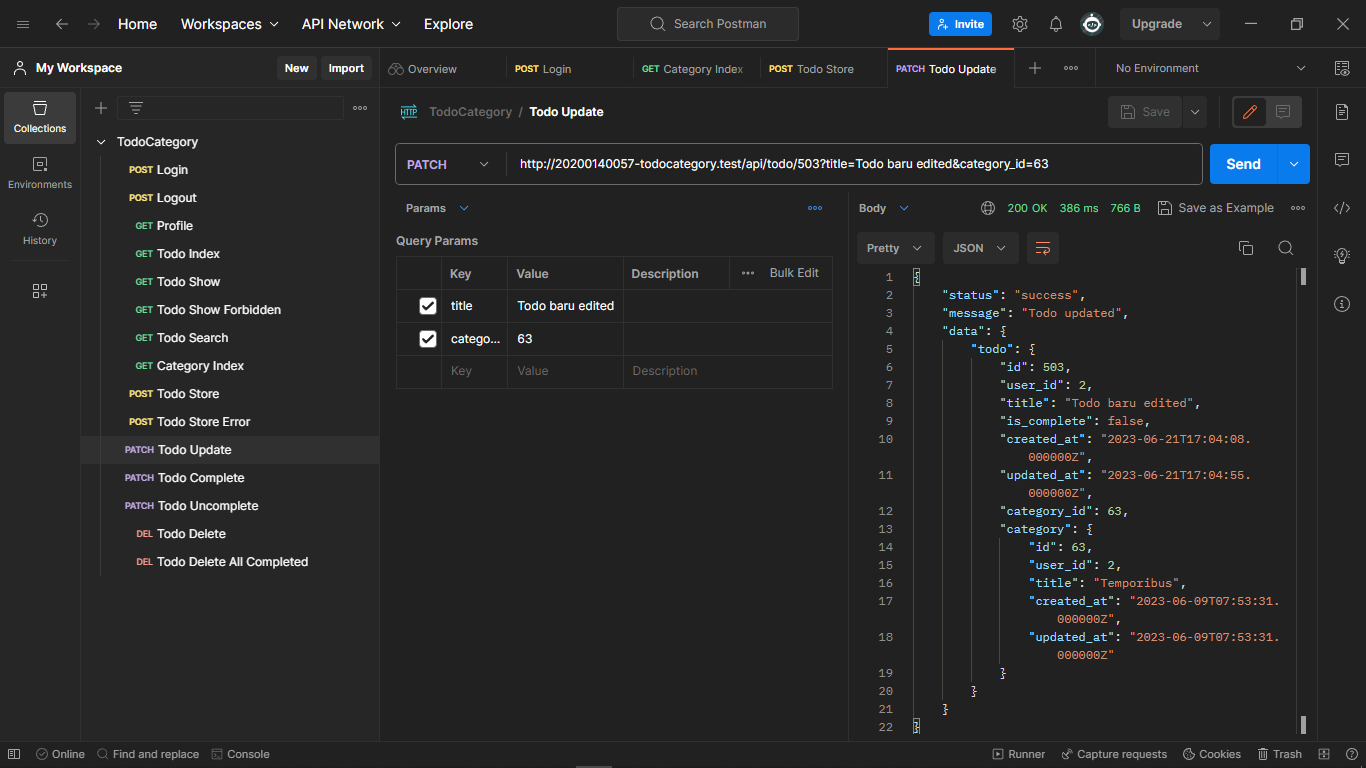 Home Workspaces API Network Explore Search Postman Invite Upgrade
My Workspace New Import Overview POST Login GET Category Index POST Todo Store PATCH Todo Update No Environment
Collections
Environments
History
TodoCategory
POST Login
POST Logout
GET Profile
GET Todo Index
GET Todo Show
GET Todo Show Forbidden
GET Todo Search
GET Category Index
POST Todo Store
POST Todo Store Error
PATCH Todo Update
PATCH Todo Complete
PATCH Todo Uncomplete
DEL Todo Delete
DEL Todo Delete All Completed
HTTP TodoCategory / Todo Update Save
PATCH http://20200140057-todocategory.test/api/todo/503?title=Todo baru edited&category_id=63 Send
Params
Query Params
Key Value Description Bulk Edit
title Todo baru edited
catego... 63
Key Value Description
Body 200 OK 386 ms 766 B Save as Example
Pretty JSON
1 {
2 "status": "success",
3 "message": "Todo updated",
4 "data": {
5 "todo": {
6 "id": 503,
7 "user_id": 2,
8 "title": "Todo baru edited",
9 "is_complete": false,
10 "created_at": "2023-06-21T17:04:08.
000000Z",
11 "updated_at": "2023-06-21T17:04:55.
000000Z",
12 "category_id": 63,
13 "category": {
14 "id": 63,
15 "user_id": 2,
16 "title": "Temporibus",
17 "created_at": "2023-06-09T07:53:31.
000000Z",
18 "updated_at": "2023-06-09T07:53:31.
000000Z"
19 }
20 }
21 }
22 }
Online Find and replace Console Runner Capture requests Cookies Trash